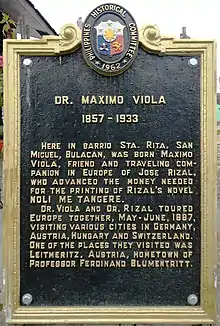 PHILIPPINES HISTORICAL COMMITTEE
1962
DR. MAXIMO VIOLA
1857 - 1933
HERE IN BARRIO STA. RITA, SAN
MIGUEL, BULACAN, WAS BORN MAXIMO
VIOLA, FRIEND AND TRAVELING COM-
PANION IN EUROPE OF JOSE RIZAL,
WHO ADVANCED THE MONEY NEEDED
FOR THE PRINTING OF RIZAL'S NOVEL
NOLI ME TANGERE.
DR. VIOLA AND DR. RIZAL TOURED
EUROPE TOGETHER, MAY-JUNE, 1887,
VISITING VARIOUS CITIES IN GERMANY,
AUSTRIA, HUNGARY AND SWITZERLAND.
ONE OF THE PLACES THEY VISITED WAS
LEITMERITZ, AUSTRIA, HOMETOWN OF
PROFESSOR FERDINAND BLUMENTRITT.